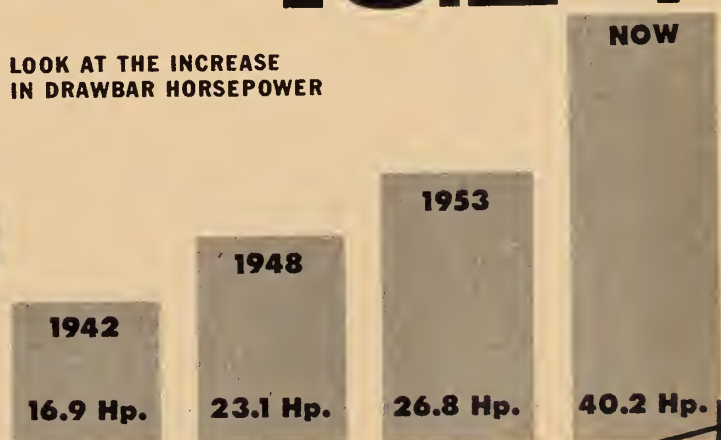 LOOK AT THE INCREASE
IN DRAWBAR HORSEPOWER
NOW
1953
1948
1942
16.9 Hp.
23.1 Hp.
26.8 Hp.
40.2 Hp.